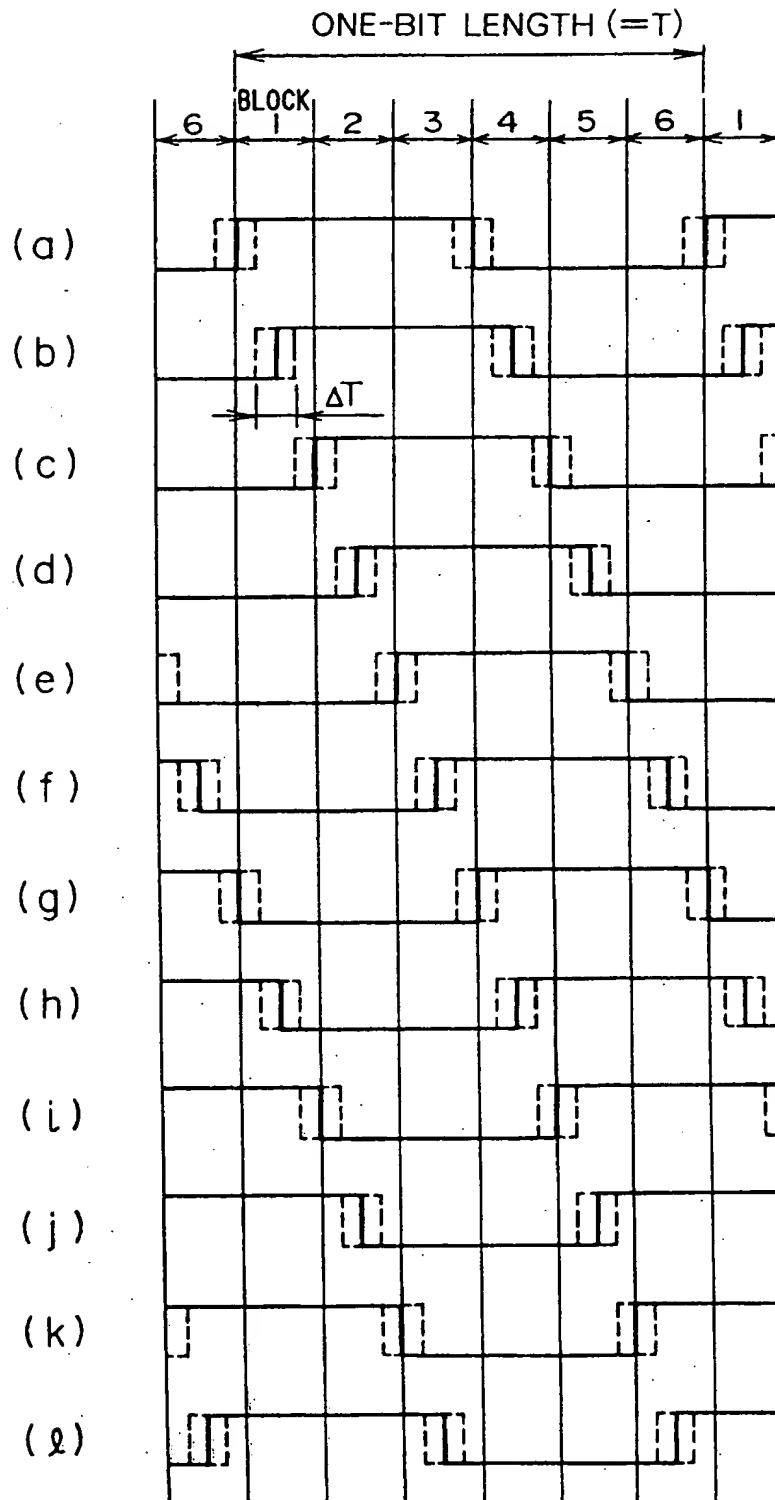 ONE-BIT LENGTH (=T)
BLOCK
6 1 2 3 4 5 6 1
(a)
(b)
ΔT
(c)
(d)
(e)
(f)
(g)
(h)
(i)
(j)
(k)
(ℓ)